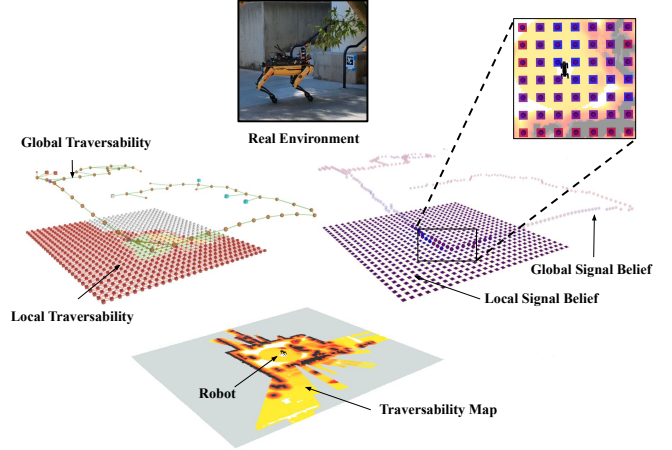 Real Environment
Global Traversability
Global Signal Belief
Local Signal Belief
Local Traversability
Robot
Traversability Map